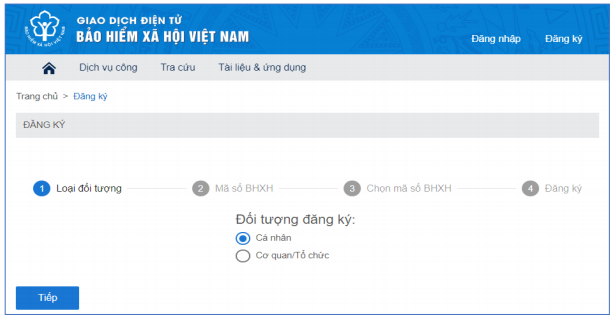 GIAO DỊCH ĐIỆN TỬ
BẢO HIỂM XÃ HỘI VIỆT NAM
Đăng nhập Đăng ký
Dịch vụ công Tra cứu Tài liệu & ứng dụng
Trang chủ > Đăng ký
ĐĂNG KÝ
1 Loại đối tượng 2 Mã số BHXH 3 Chọn mã số BHXH 4 Đăng ký
Đối tượng đăng ký:
Cá nhân
Cơ quan/Tổ chức
Tiếp